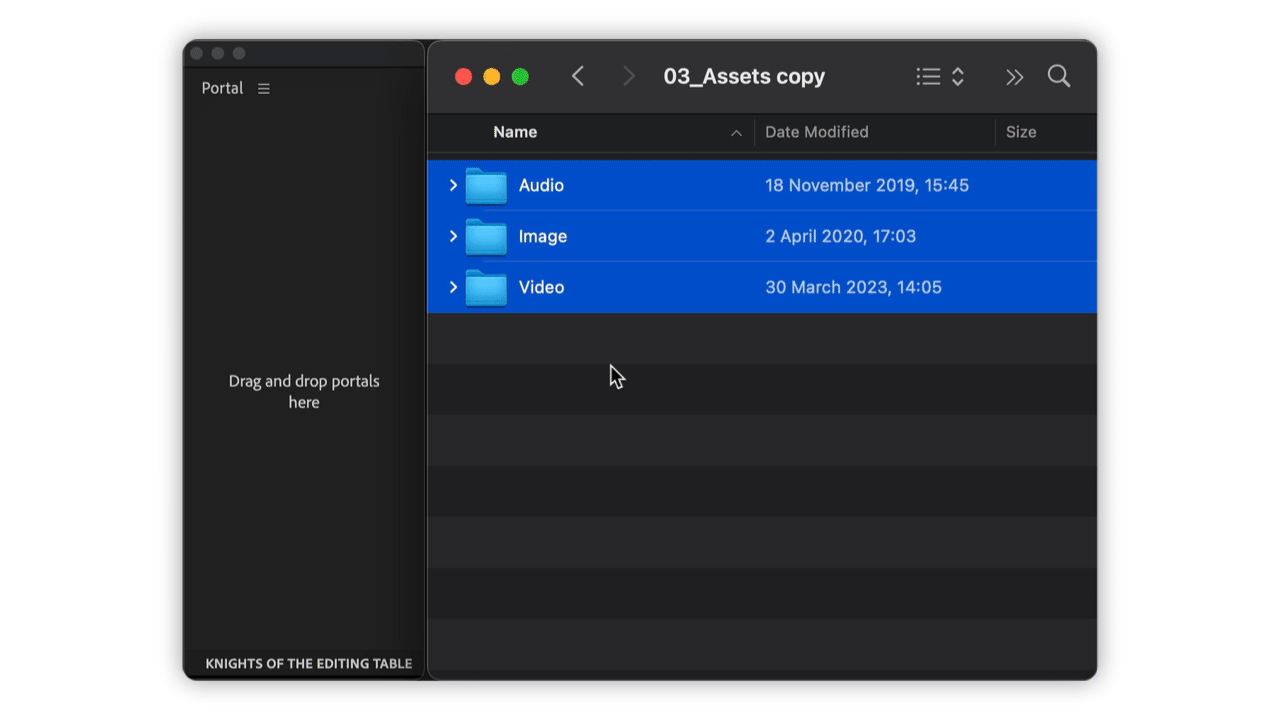 Portal
Drag and drop portals
here
KNIGHTS OF THE EDITING TABLE
03_Assets copy
Name Date Modified Size
Audio 18 November 2019, 15:45
Image 2 April 2020, 17:03
Video 30 March 2023, 14:05